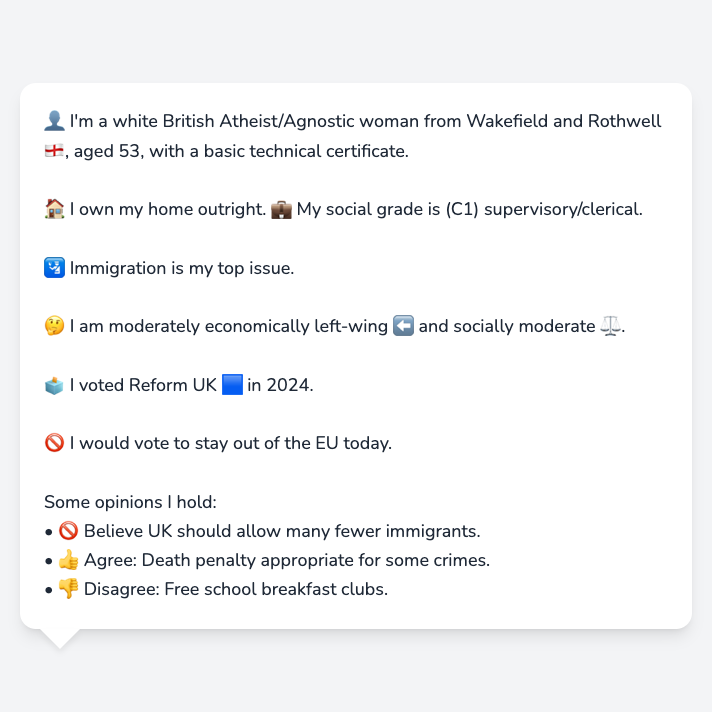 👤 I'm a white British Atheist/Agnostic woman from Wakefield and Rothwell
🏴󠁧󠁢󠁥󠁮󠁧󠁿, aged 53, with a basic technical certificate.
🏠 I own my home outright. 💼 My social grade is (C1) supervisory/clerical.
🛂 Immigration is my top issue.
🤔 I am moderately economically left-wing ⬅️ and socially moderate ⚖️.
🗳️ I voted Reform UK 🟦 in 2024.
🚫 I would vote to stay out of the EU today.
Some opinions I hold:
• 🚫 Believe UK should allow many fewer immigrants.
• 👍 Agree: Death penalty appropriate for some crimes.
• 👎 Disagree: Free school breakfast clubs.